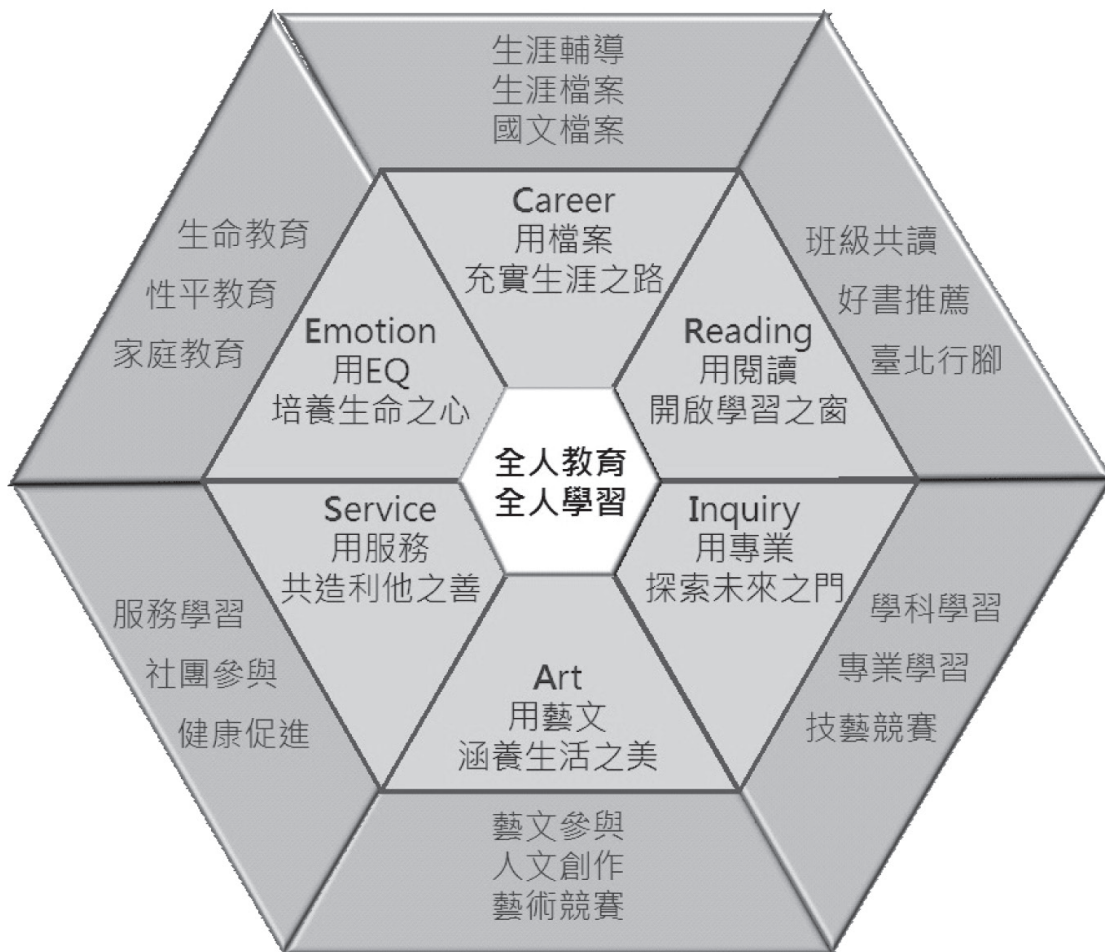 生涯輔導
生涯檔案
國文檔案
Career
用檔案
充實生涯之路
生命教育
性平教育
家庭教育
Emotion
用EQ
培養生命之心
Reading
用閱讀
開啟學習之窗
班級共讀
好書推薦
臺北行腳
全人教育
全人學習
Service
用服務
共造利他之善
服務學習
社團參與
健康促進
Inquiry
用專業
探索未來之門
學科學習
專業學習
技藝競賽
Art
用藝文
涵養生活之美
藝文參與
人文創作
藝術競賽